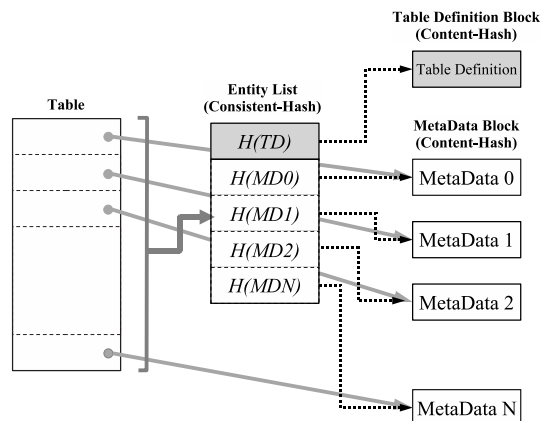 Table Definition Block
(Content-Hash)
Table Definition
Entity List
(Consistent-Hash)
Table
MetaData Block
(Content-Hash)
H(TD)
H(MD0)
MetaData 0
H(MD1)
MetaData 1
H(MD2)
H(MDN)
MetaData 2
MetaData N